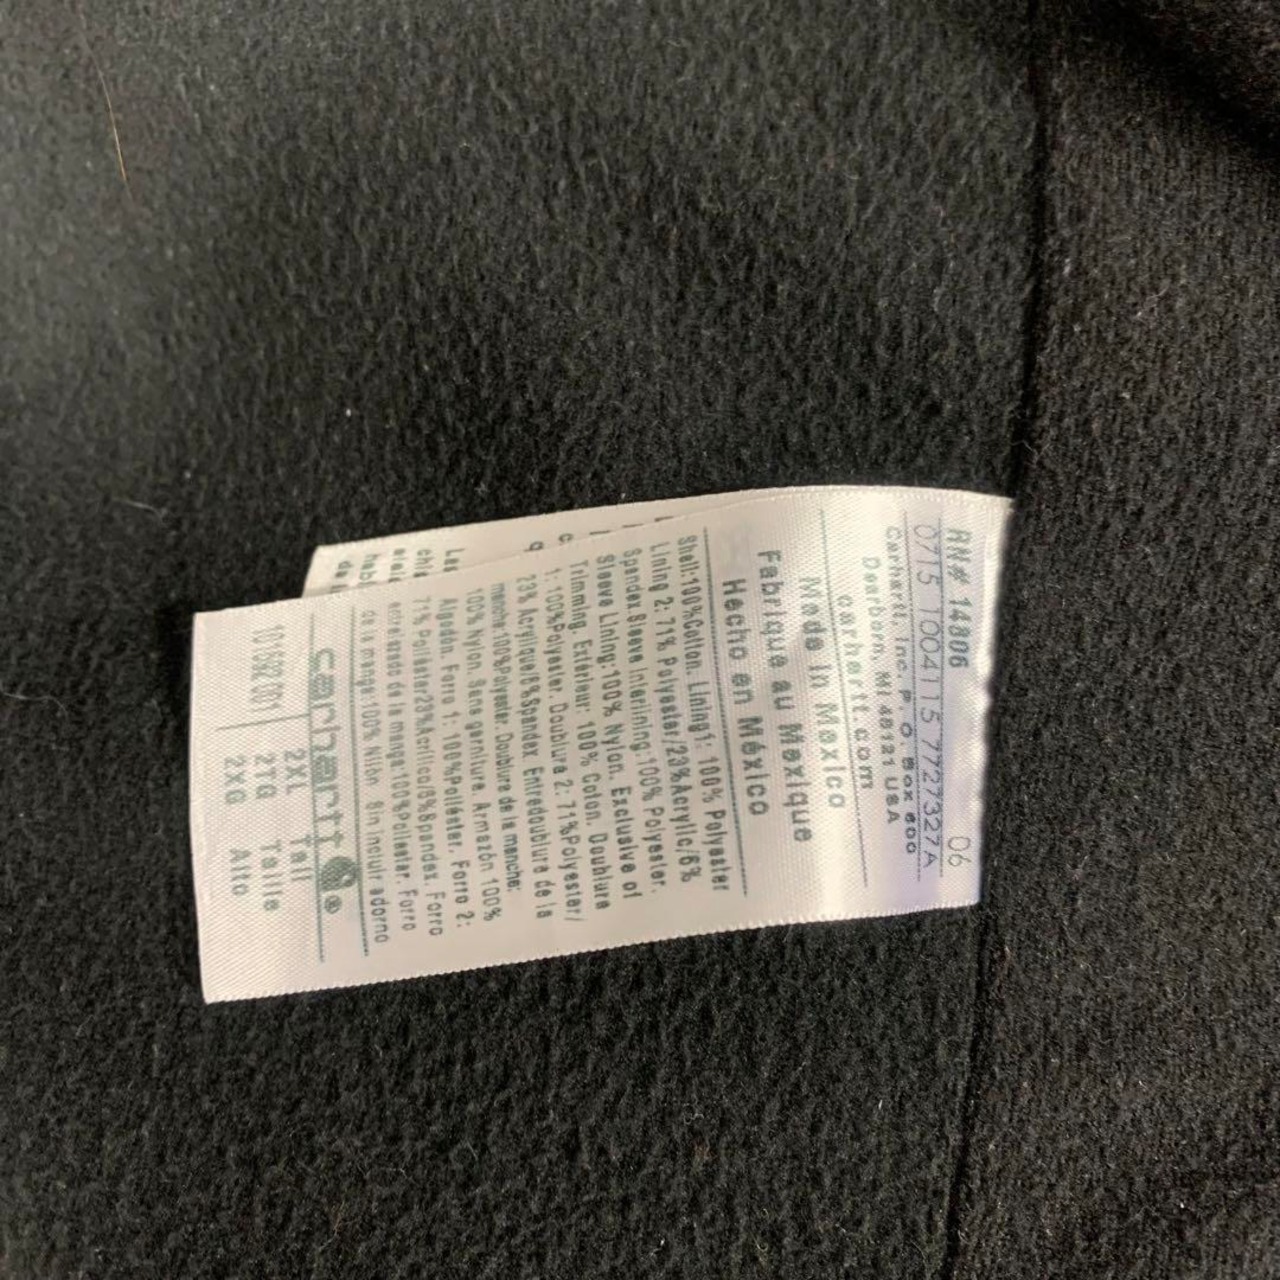 RN# 14806 06
0715 1004115 7727327A
Carhartt, Inc. P. O. Box 600
Dearborn, MI 48121 USA
carhartt.com
Made in Mexico
Fabriqué au Mexique
Hecho en México
Shell:100%Cotton. Lining1: 100% Polyester
Lining 2: 71% Polyester/23%Acrylic/6%
Spandex.Sleeve Interlining:100% Polyester.
Sleeve Lining:100% Nylon. Exclusive of
Trimming. Extérieur: 100% Coton. Doublure
1: 100%Polyester. Doublure 2: 71%Polyester/
23% Acrylique/6%Spandex. Entredoublure de la
manche:100%Polyester. Doublure de la manche:
100% Nylon. Sans garniture. Armazón 100%
Algodón. Forro 1: 100%Poliéster. Forro 2:
71% Poliéster/23%Acrílico/6%Spandex. Forro
entrelazado de la manga:100%Poliester. Forro
de la manga:100% Nilón Sin incluir adorno
carhartt ®
2XL Tall
2TG Taille
2XG Alto
101592 001
Les